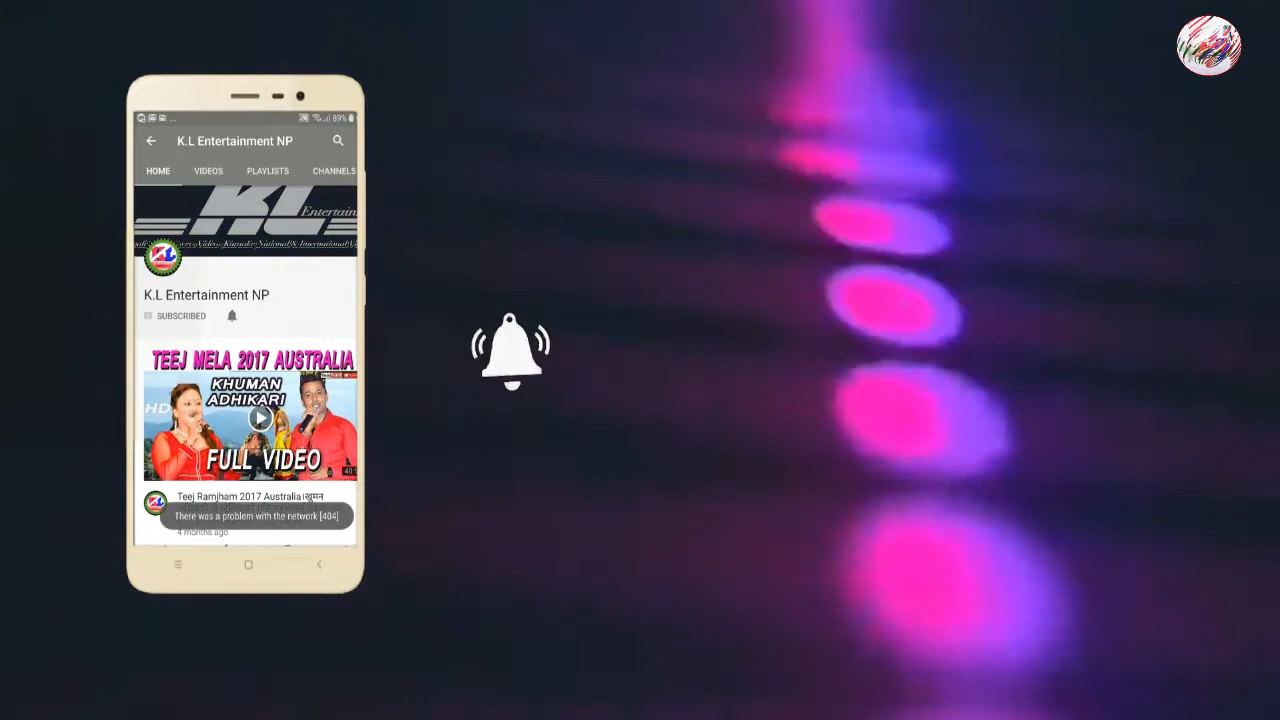 89%
K.L Entertainment NP
HOME VIDEOS PLAYLISTS CHANNELS
KL
Entertain
K.L Entertainment NP
SUBSCRIBED
TEEJ MELA 2017 AUSTRALIA
KHUMAN
ADHIKARI
HD
FULL VIDEO
Teej Ramjham 2017 Australia।खुमन
There was a problem with the network [404]
4 months ago